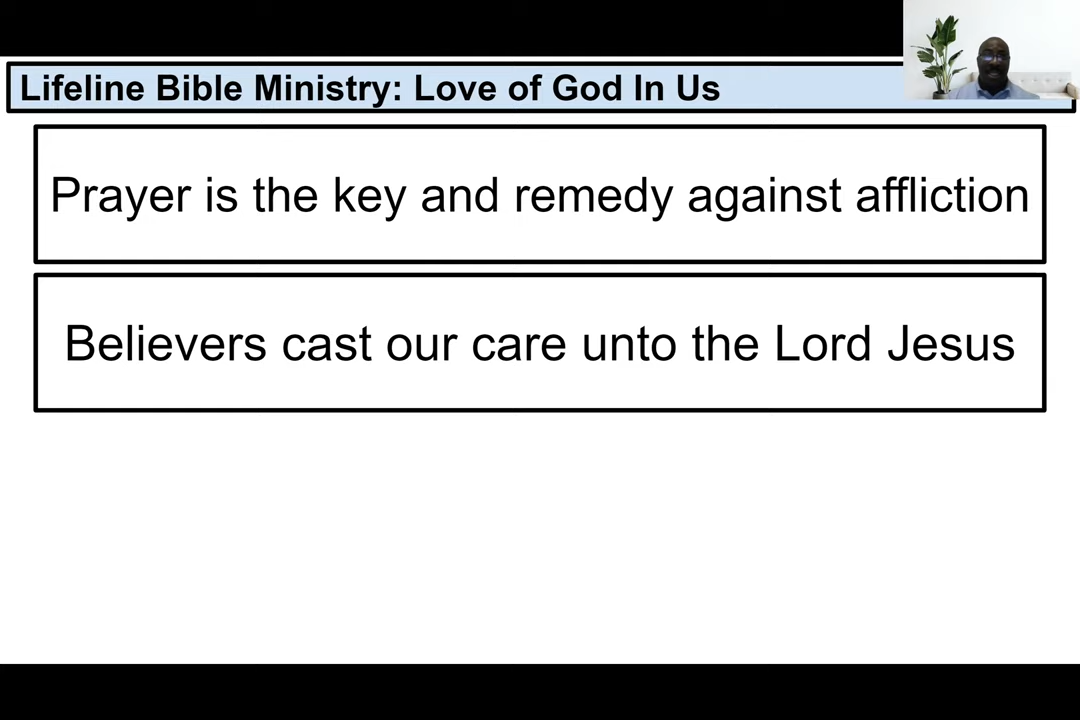 Lifeline Bible Ministry: Love of God In Us
Prayer is the key and remedy against affliction
Believers cast our care unto the Lord Jesus